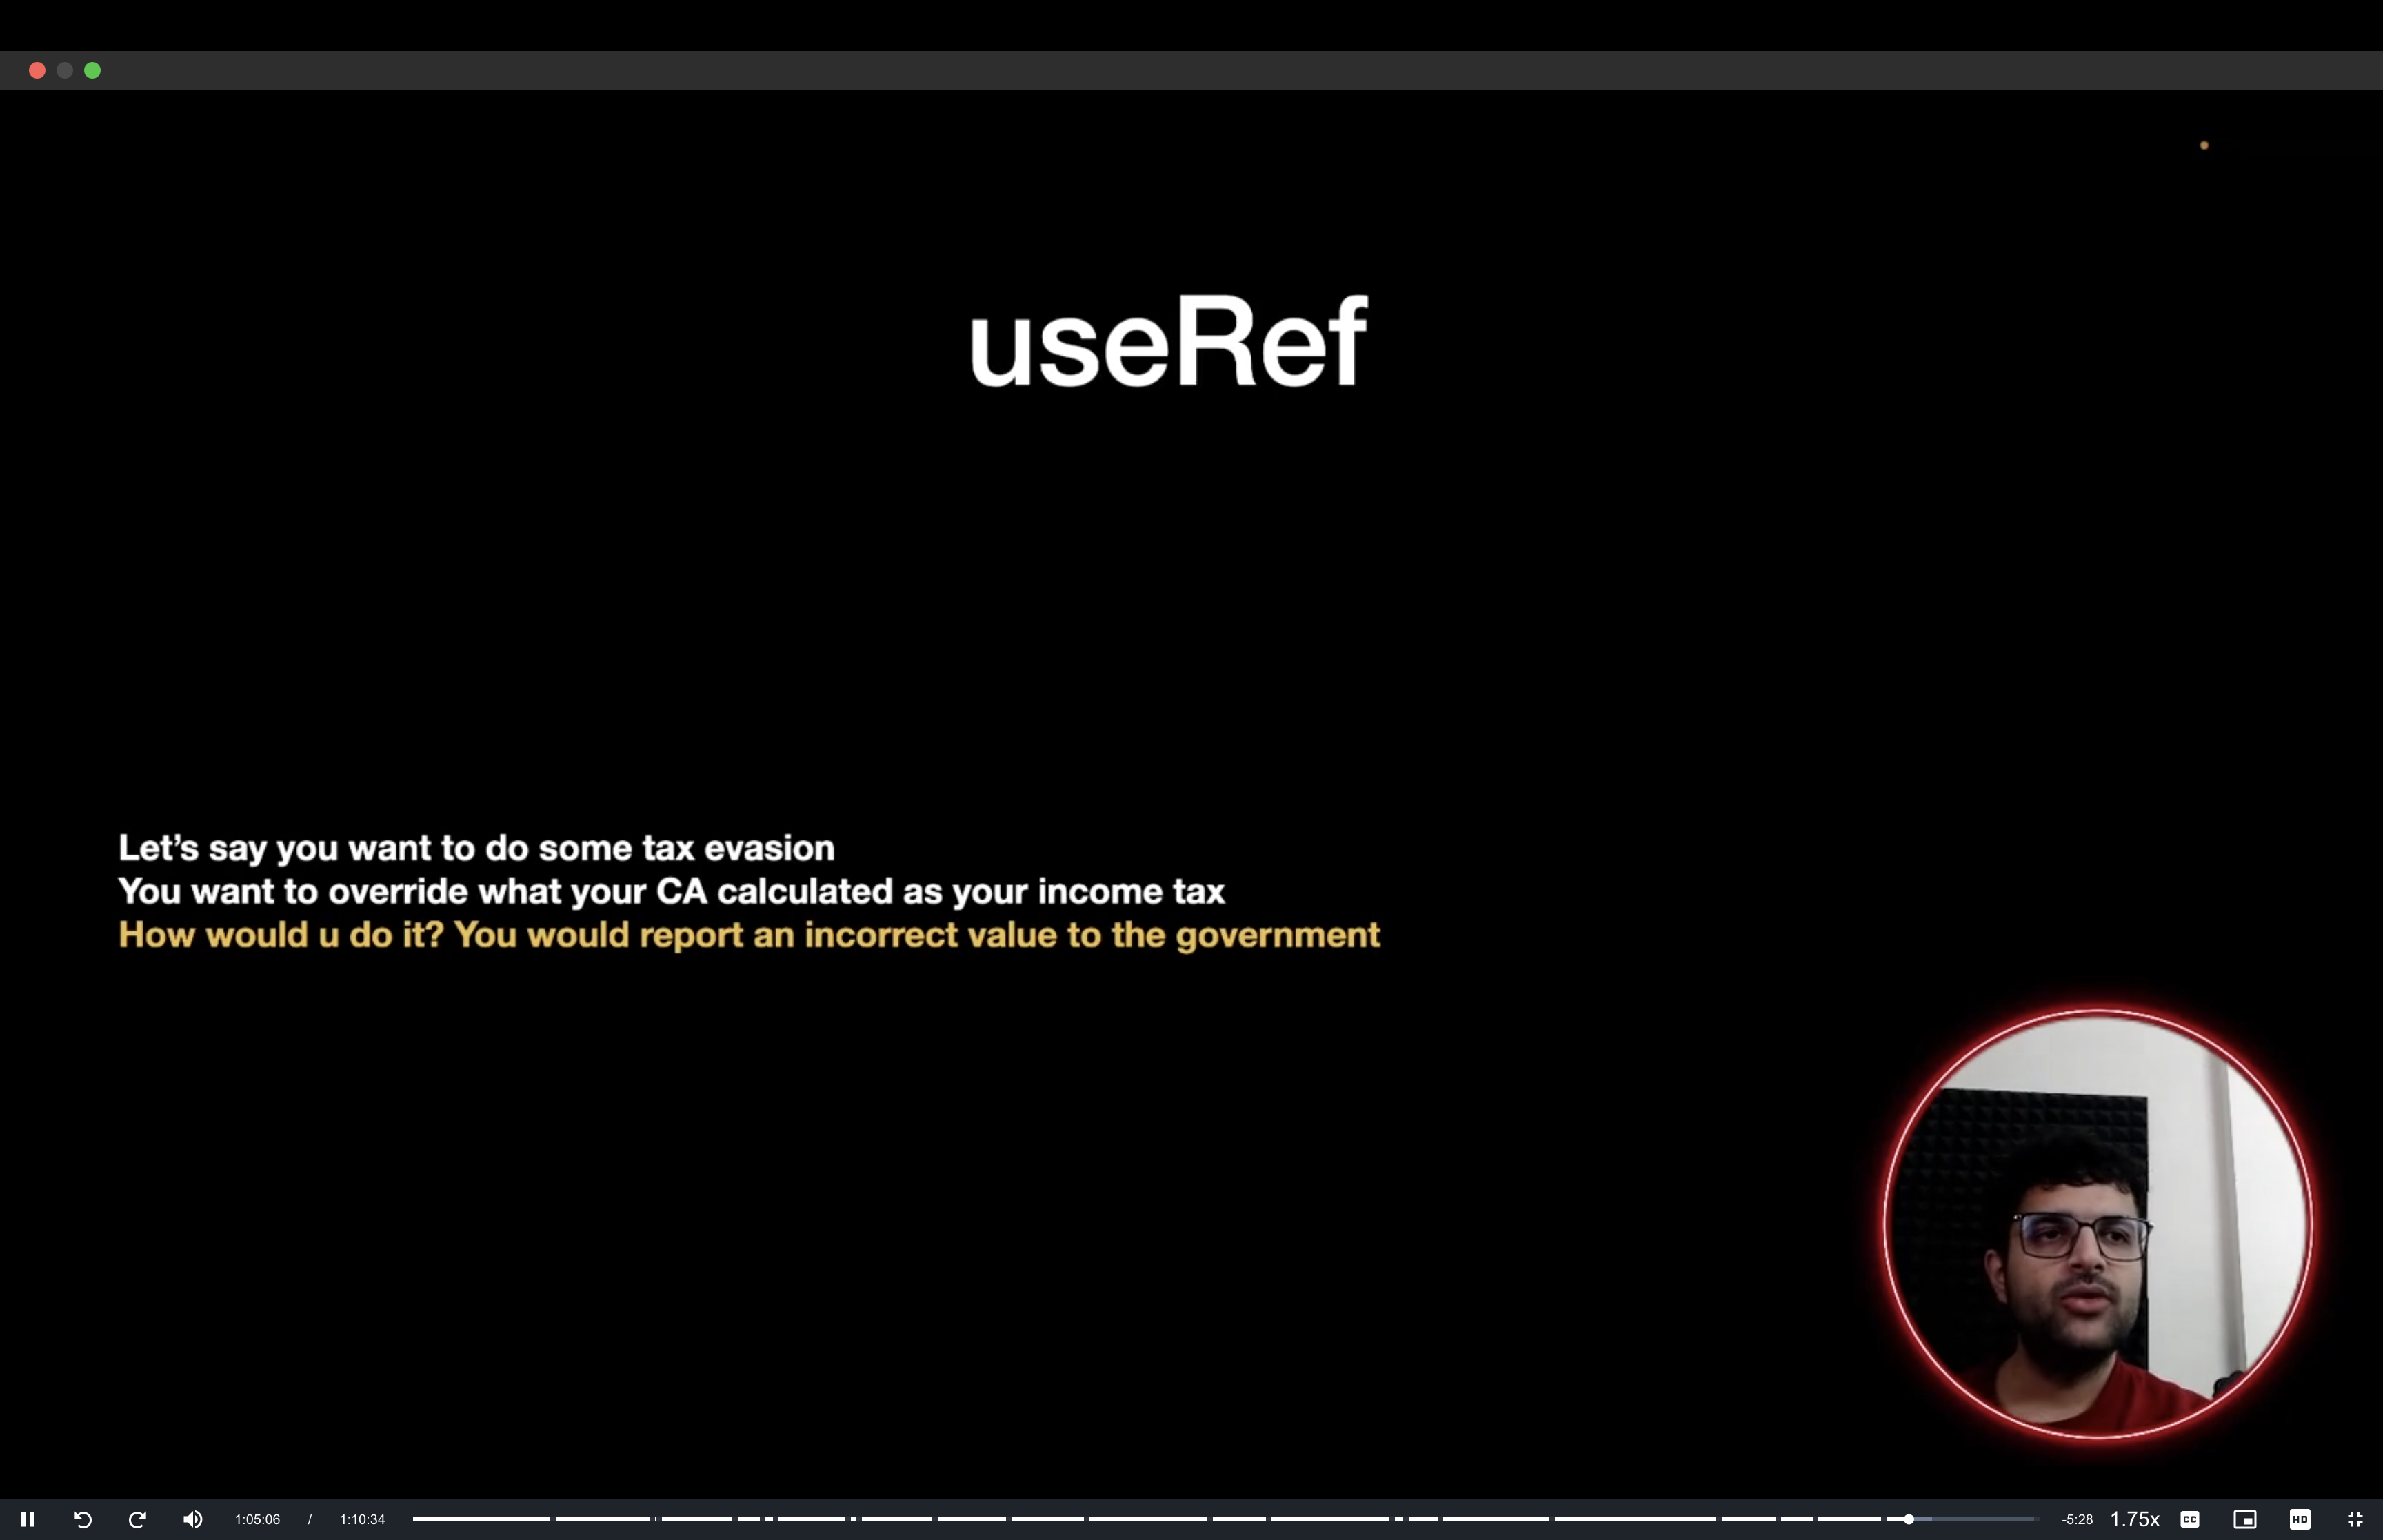 useRef
Let’s say you want to do some tax evasion
You want to override what your CA calculated as your income tax
How would u do it? You would report an incorrect value to the government
1:05:06 / 1:10:34 -5:28 1.75x CC HD